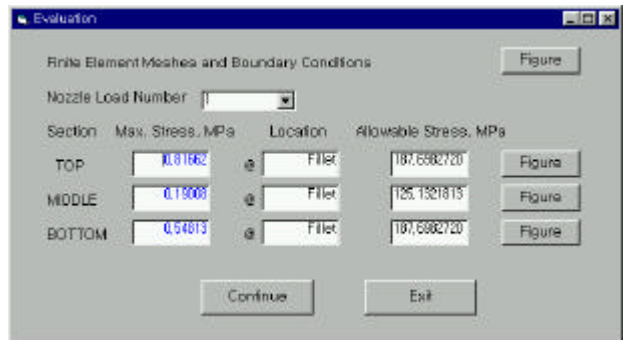 Evaluation
Finite Element Meshes and Boundary Conditions Figure
Nozzle Load Number 1
Section Max. Stress, MPa Location Allowable Stress, MPa
TOP 0.81662 @ Fillet 187.6982720 Figure
MIDDLE 0.19008 @ Fillet 125.1321813 Figure
BOTTOM 0.54813 @ Fillet 187.6982720 Figure
Continue Exit